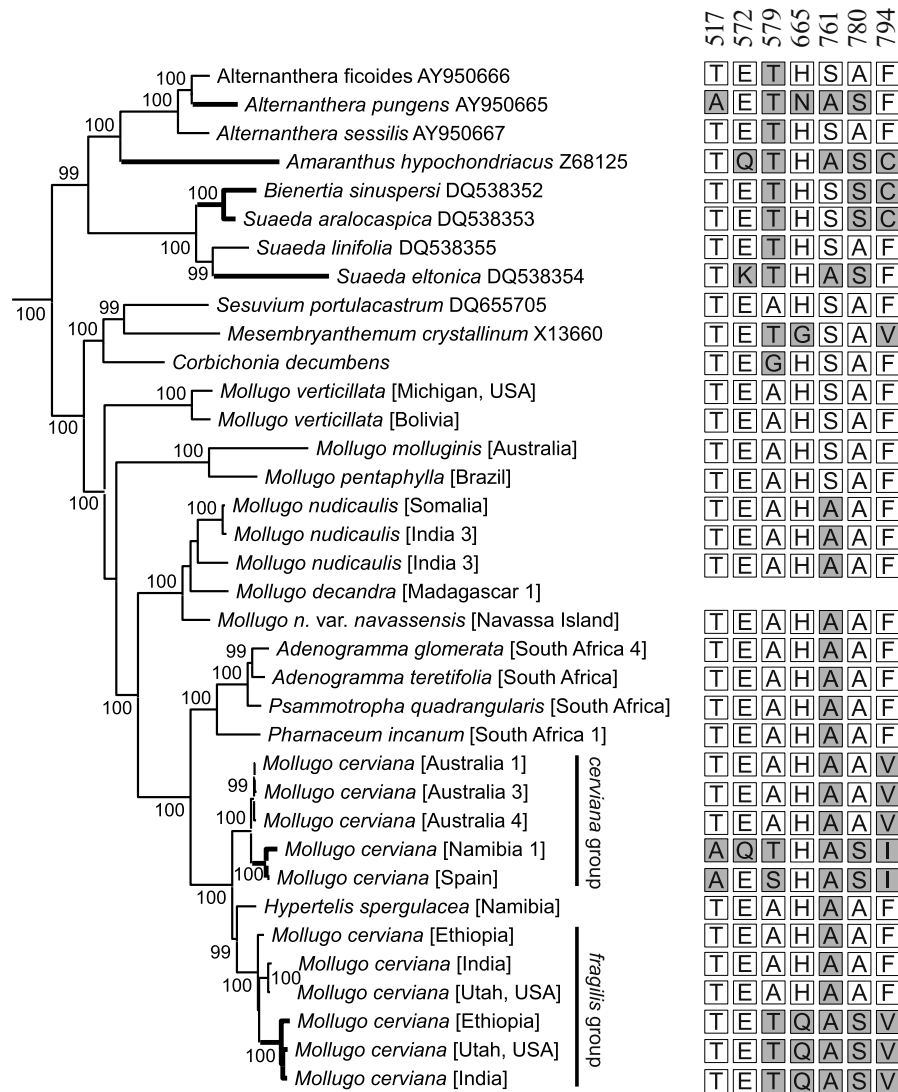 517 572 579 665 761 780 794
100 Alternanthera ficoides AY950666 T E T H S A F
100 Alternanthera pungens AY950665 A E T N A S F
100 Alternanthera sessilis AY950667 T E T H S A F
Amaranthus hypochondriacus Z68125 T Q T H A S C
99 100 Bienertia sinuspersi DQ538352 T E T H S S C
Suaeda aralocaspica DQ538353 T E T H S S C
100 Suaeda linifolia DQ538355 T E T H S A F
99 Suaeda eltonica DQ538354 T K T H A S F
100 99 Sesuvium portulacastrum DQ655705 T E A H S A F
100 Mesembryanthemum crystallinum X13660 T E T G S A V
Corbichonia decumbens T E G H S A F
100 Mollugo verticillata [Michigan, USA] T E A H S A F
100 Mollugo verticillata [Bolivia] T E A H S A F
100 Mollugo molluginis [Australia] T E A H S A F
Mollugo pentaphylla [Brazil] T E A H S A F
100 100 Mollugo nudicaulis [Somalia] T E A H A A F
Mollugo nudicaulis [India 3] T E A H A A F
Mollugo nudicaulis [India 3] T E A H A A F
100 Mollugo decandra [Madagascar 1]
Mollugo n. var. navassensis [Navassa Island] T E A H A A F
99 Adenogramma glomerata [South Africa 4] T E A H A A F
100 Adenogramma teretifolia [South Africa] T E A H A A F
100 100 Psammotropha quadrangularis [South Africa] T E A H A A F
Pharnaceum incanum [South Africa 1] T E A H A A F
Mollugo cerviana [Australia 1] T E A H A A V
99 Mollugo cerviana [Australia 3] T E A H A A V
100 100 Mollugo cerviana [Australia 4] T E A H A A V
Mollugo cerviana [Namibia 1] A Q T H A S I
100 Mollugo cerviana [Spain] A E S H A S I
cerviana group
100 Hypertelis spergulacea [Namibia] T E A H A A F
99 Mollugo cerviana [Ethiopia] T E A H A A F
100 100 Mollugo cerviana [India] T E A H A A F
Mollugo cerviana [Utah, USA] T E A H A A F
Mollugo cerviana [Ethiopia] T E T Q A S V
100 Mollugo cerviana [Utah, USA] T E T Q A S V
Mollugo cerviana [India] T E T Q A S V
fragilis group